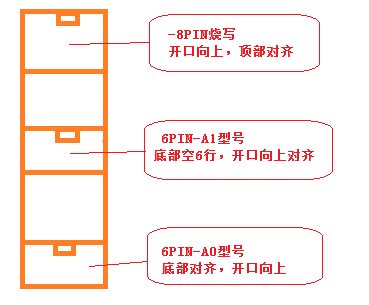 -8PIN烧写
开口向上，顶部对齐
6PIN-A1型号
底部空6行，开口向上对齐
6PIN-A0型号
底部对齐，开口向上